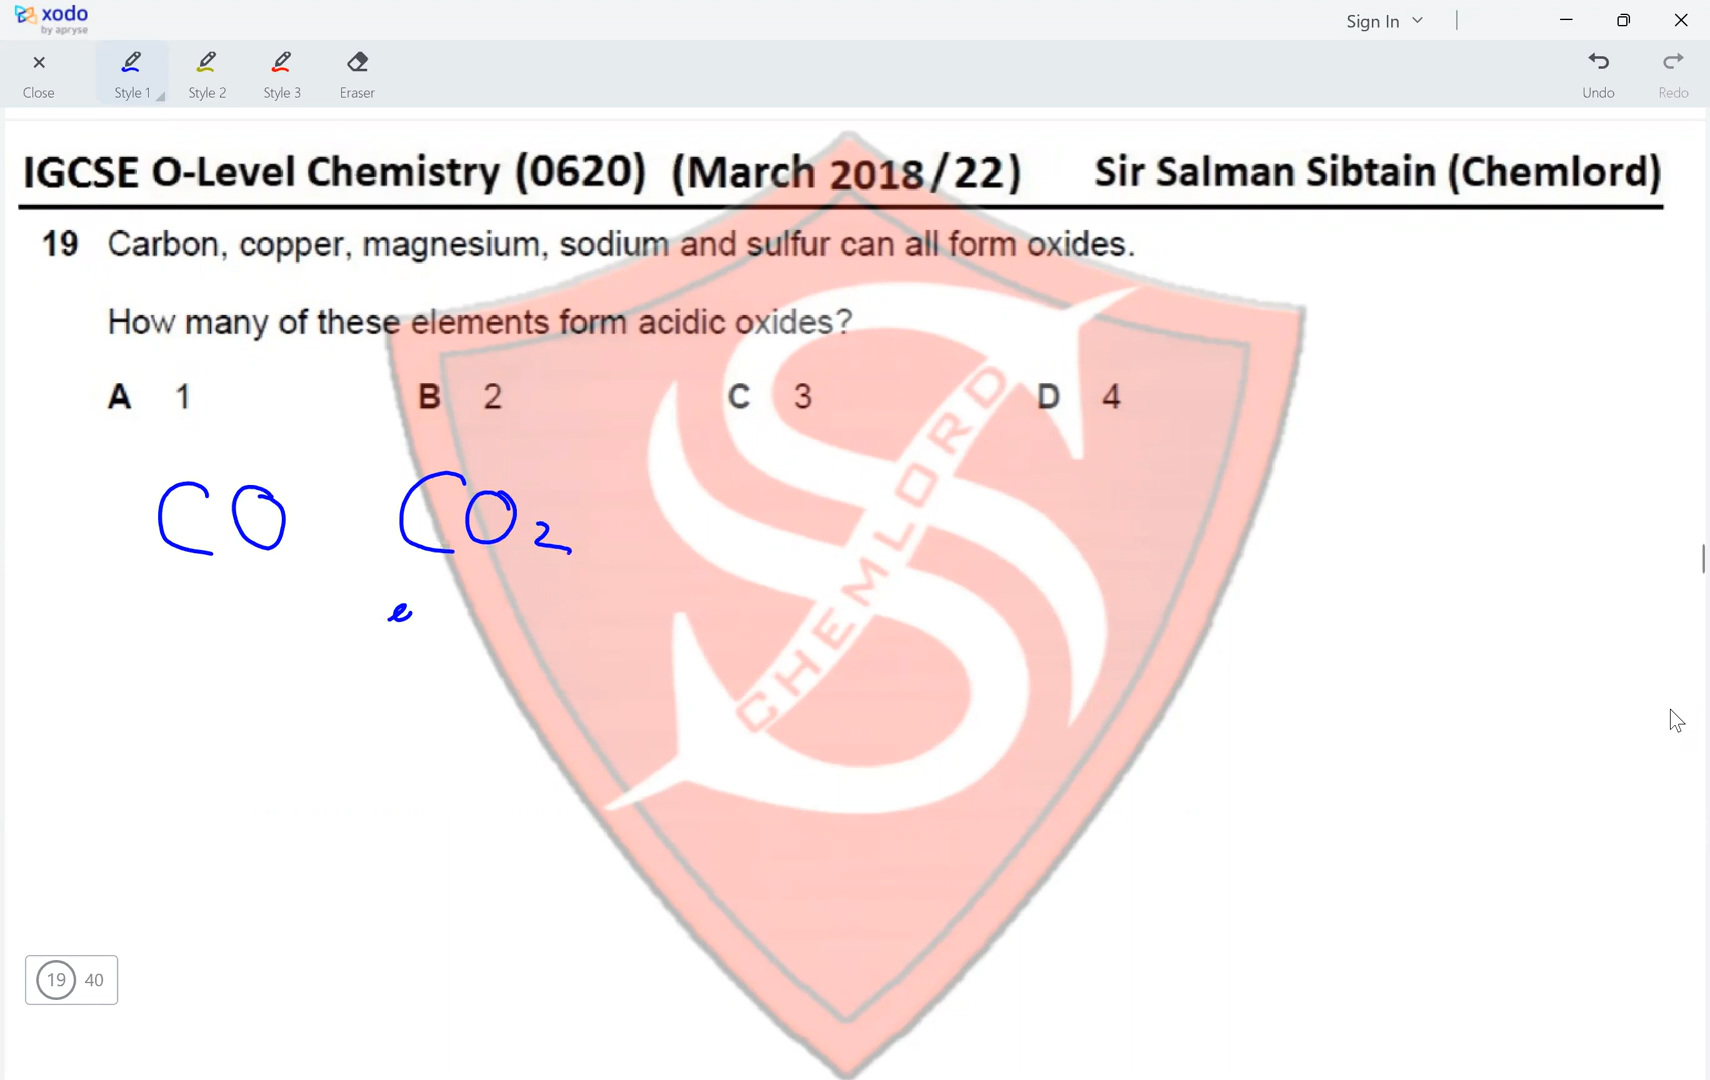 xodo
by apryse
Sign In
Close
Style 1
Style 2
Style 3
Eraser
Undo
Redo
IGCSE O-Level Chemistry (0620) (March 2018/22) Sir Salman Sibtain (Chemlord)
19 Carbon, copper, magnesium, sodium and sulfur can all form oxides.
How many of these elements form acidic oxides?
A 1 B 2 C 3 D 4
CO CO2
e
CHEMLORD
19 40